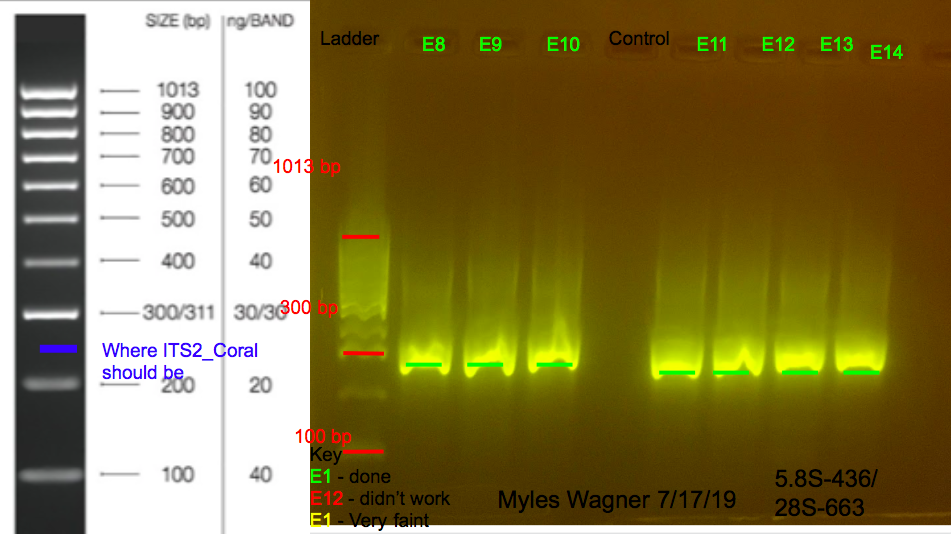 SIZE (bp) ng/BAND
1013 100
900 90
800 80
700 70
600 60
500 50
400 40
300/311 30/30
Where ITS2_Coral
should be
200 20
100 40
Ladder E8 E9 E10 Control E11 E12 E13 E14
1013 bp
300 bp
100 bp
Key
E1 - done
E12 - didn't work
E1 - Very faint
Myles Wagner 7/17/19
5.8S-436/
28S-663